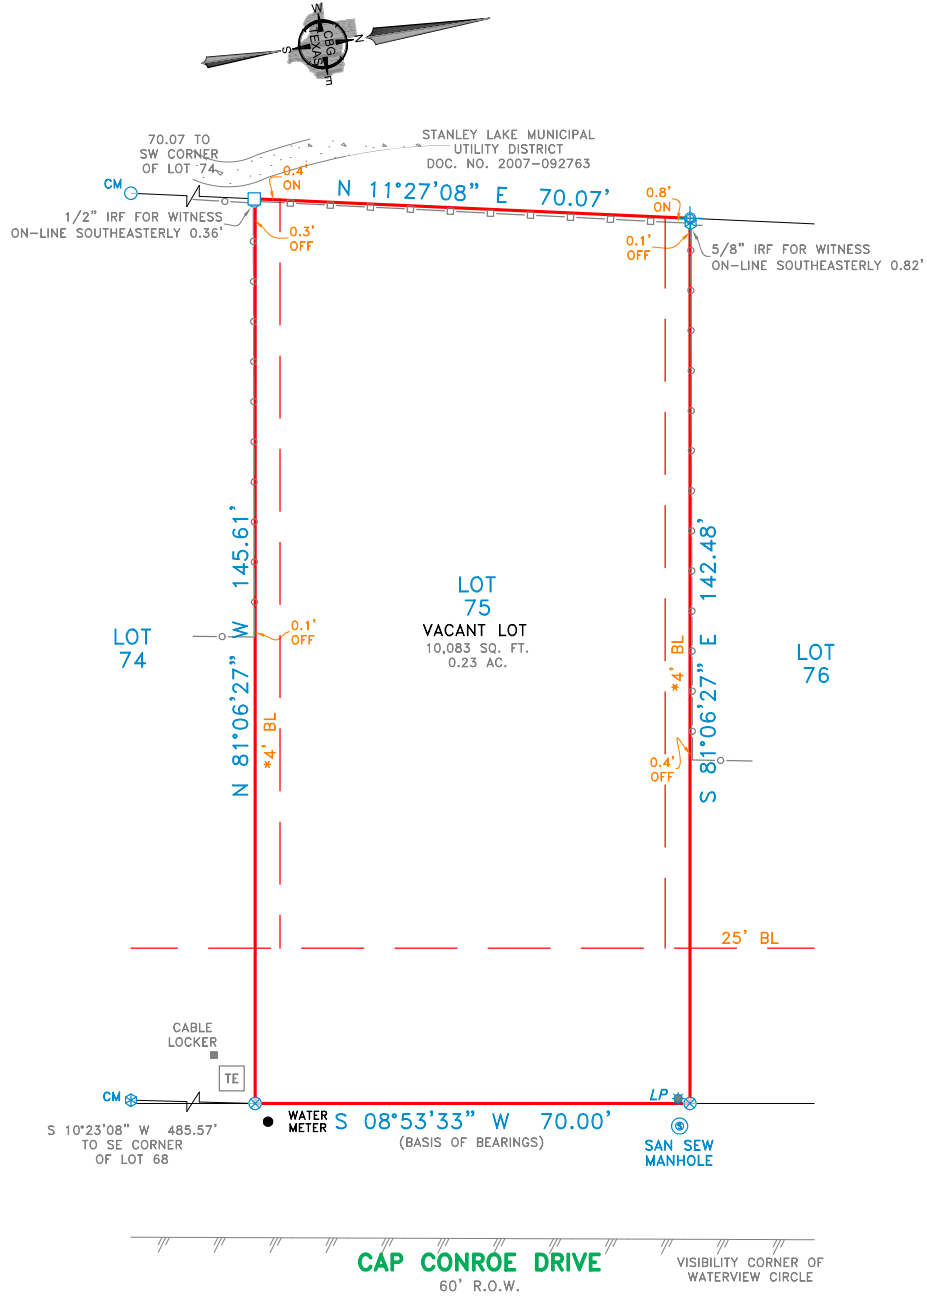 W
CBG
TEXAS
N
S
E
70.07 TO
SW CORNER
OF LOT 74
STANLEY LAKE MUNICIPAL
UTILITY DISTRICT
DOC. NO. 2007-092763
CM
0.4'
ON
N 11°27'08" E 70.07'
0.8'
ON
1/2" IRF FOR WITNESS
ON-LINE SOUTHEASTERLY 0.36'
0.3'
OFF
0.1'
OFF
5/8" IRF FOR WITNESS
ON-LINE SOUTHEASTERLY 0.82'
N 81°06'27" W 145.61'
S 81°06'27" E 142.48'
LOT
75
VACANT LOT
10,083 SQ. FT.
0.23 AC.
0.1'
OFF
LOT
74
LOT
76
*4' BL
*4' BL
0.4'
OFF
25' BL
CABLE
LOCKER
TE
CM
LP
WATER
METER
S 08°53'33" W 70.00'
(BASIS OF BEARINGS)
S 10°23'08" W 485.57'
TO SE CORNER
OF LOT 68
S
SAN SEW
MANHOLE
CAP CONROE DRIVE
60' R.O.W.
VISIBILITY CORNER OF
WATERVIEW CIRCLE